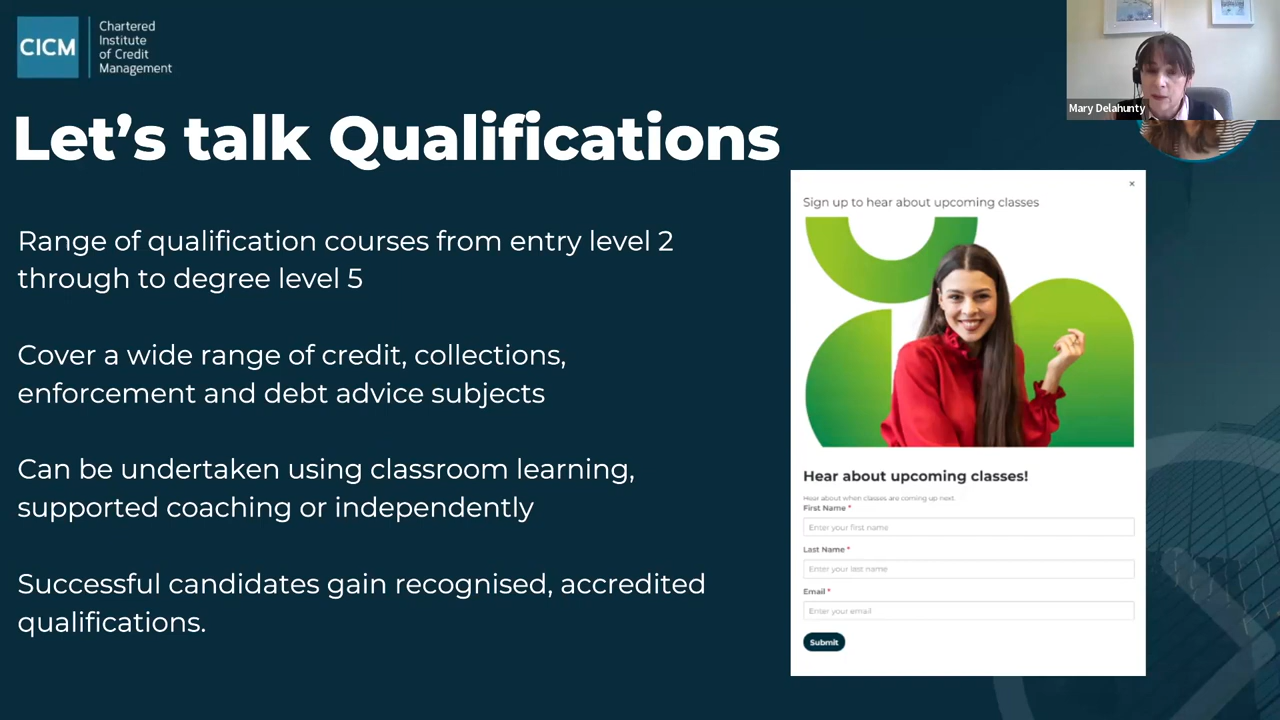 CICM
Chartered
Institute
of Credit
Management
Mary Delahunty
Let's talk Qualifications
Range of qualification courses from entry level 2
through to degree level 5
Cover a wide range of credit, collections,
enforcement and debt advice subjects
Can be undertaken using classroom learning,
supported coaching or independently
Successful candidates gain recognised, accredited
qualifications.
×
Sign up to hear about upcoming classes
Hear about upcoming classes!
Hear about when classes are coming up next.
First Name *
Enter your first name
Last Name *
Enter your last name
Email *
Enter your email
Submit